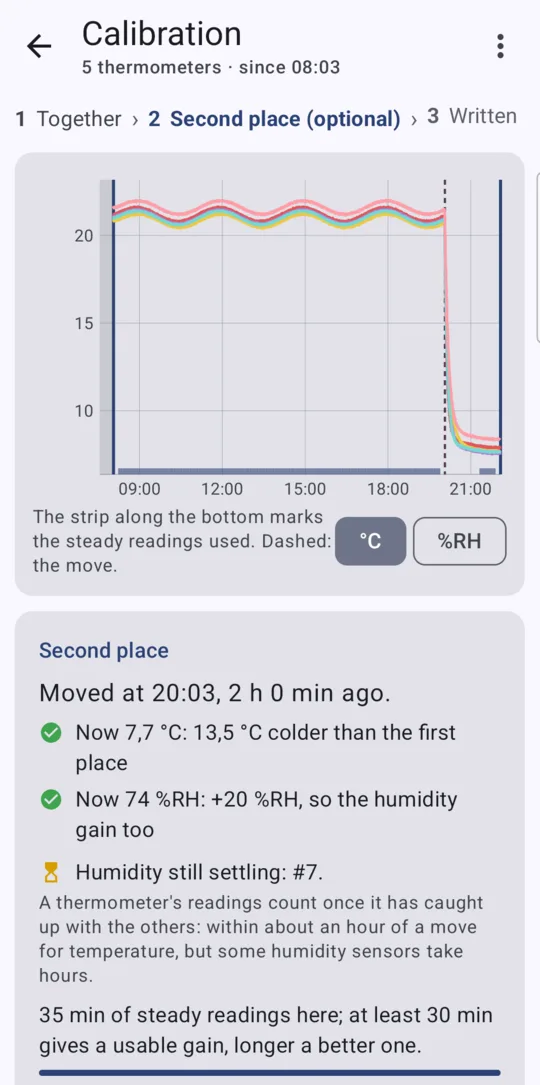 Calibration
5 thermometers · since 08:03
1 Together › 2 Second place (optional) › 3 Written
20
15
10
09:00 12:00 15:00 18:00 21:00
The strip along the bottom marks
the steady readings used. Dashed:
the move.
°C
%RH
Second place
Moved at 20:03, 2 h 0 min ago.
Now 7,7 °C: 13,5 °C colder than the first
place
Now 74 %RH: +20 %RH, so the humidity
gain too
Humidity still settling: #7.
A thermometer's readings count once it has caught
up with the others: within about an hour of a move
for temperature, but some humidity sensors take
hours.
35 min of steady readings here; at least 30 min
gives a usable gain, longer a better one.